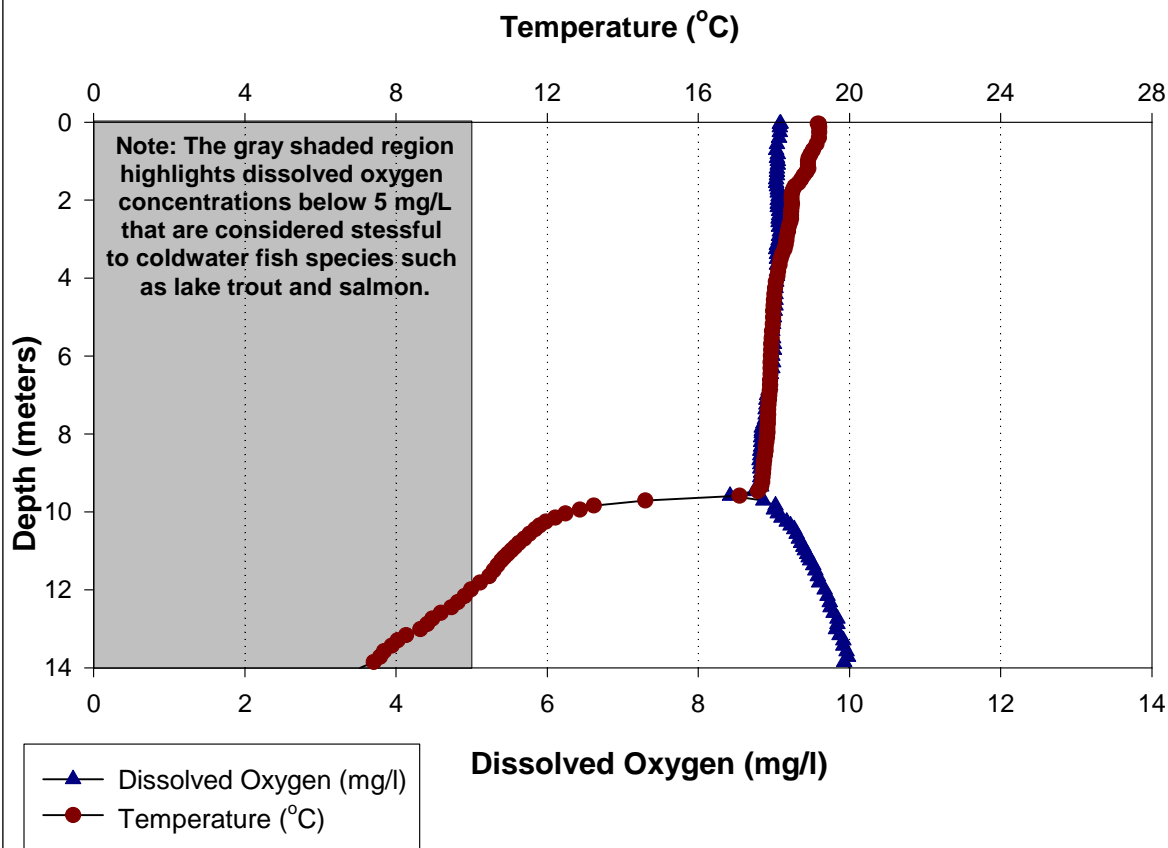 Temperature (°C)
0 4 8 12 16 20 24 28
Note: The gray shaded region
highlights dissolved oxygen
concentrations below 5 mg/L
that are considered stessful
to coldwater fish species such
as lake trout and salmon.
Depth (meters)
0
2
4
6
8
10
12
14
0 2 4 6 8 10 12 14
Dissolved Oxygen (mg/l)
Dissolved Oxygen (mg/l)
Temperature (°C)